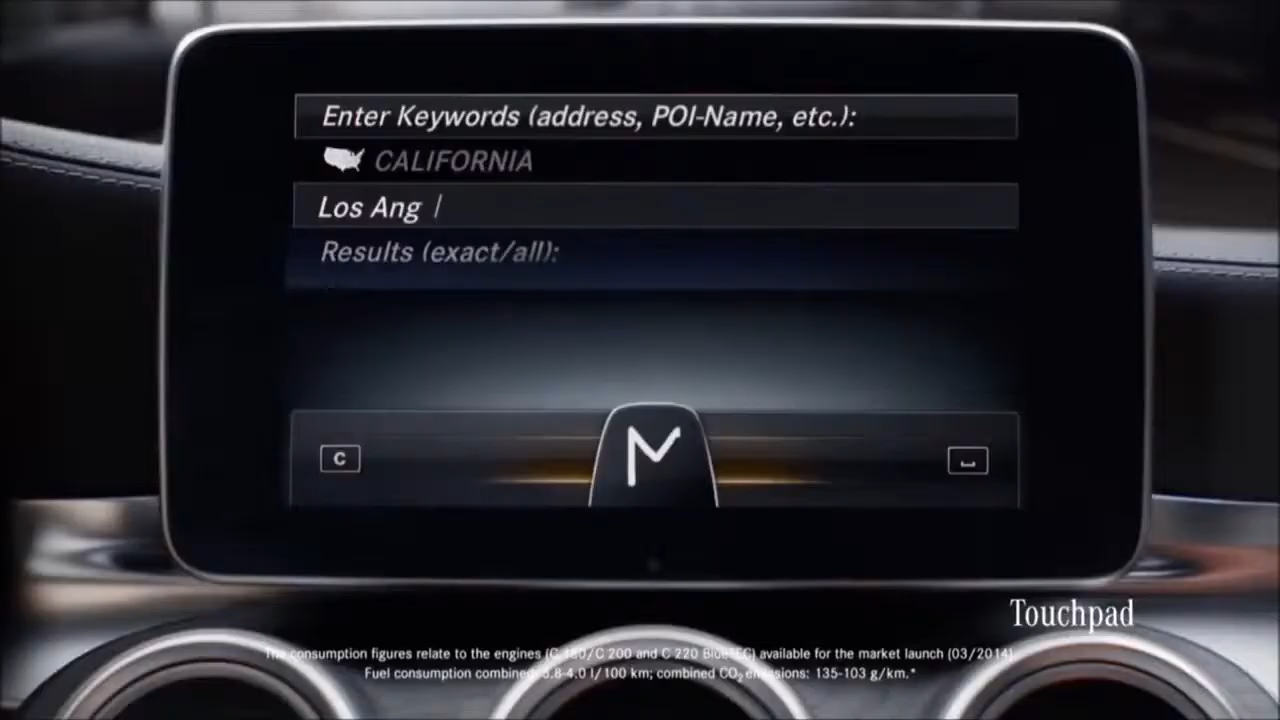 Enter Keywords (address, POI-Name, etc.):
CALIFORNIA
Los Ang
Results (exact/all):
C
Touchpad
The consumption figures relate to the engines (C 180/C 200 and C 220 BlueTEC) available for the market launch (03/2014).
Fuel consumption combined: 5.8-4.0 l/100 km; combined CO₂ emissions: 135-103 g/km.*